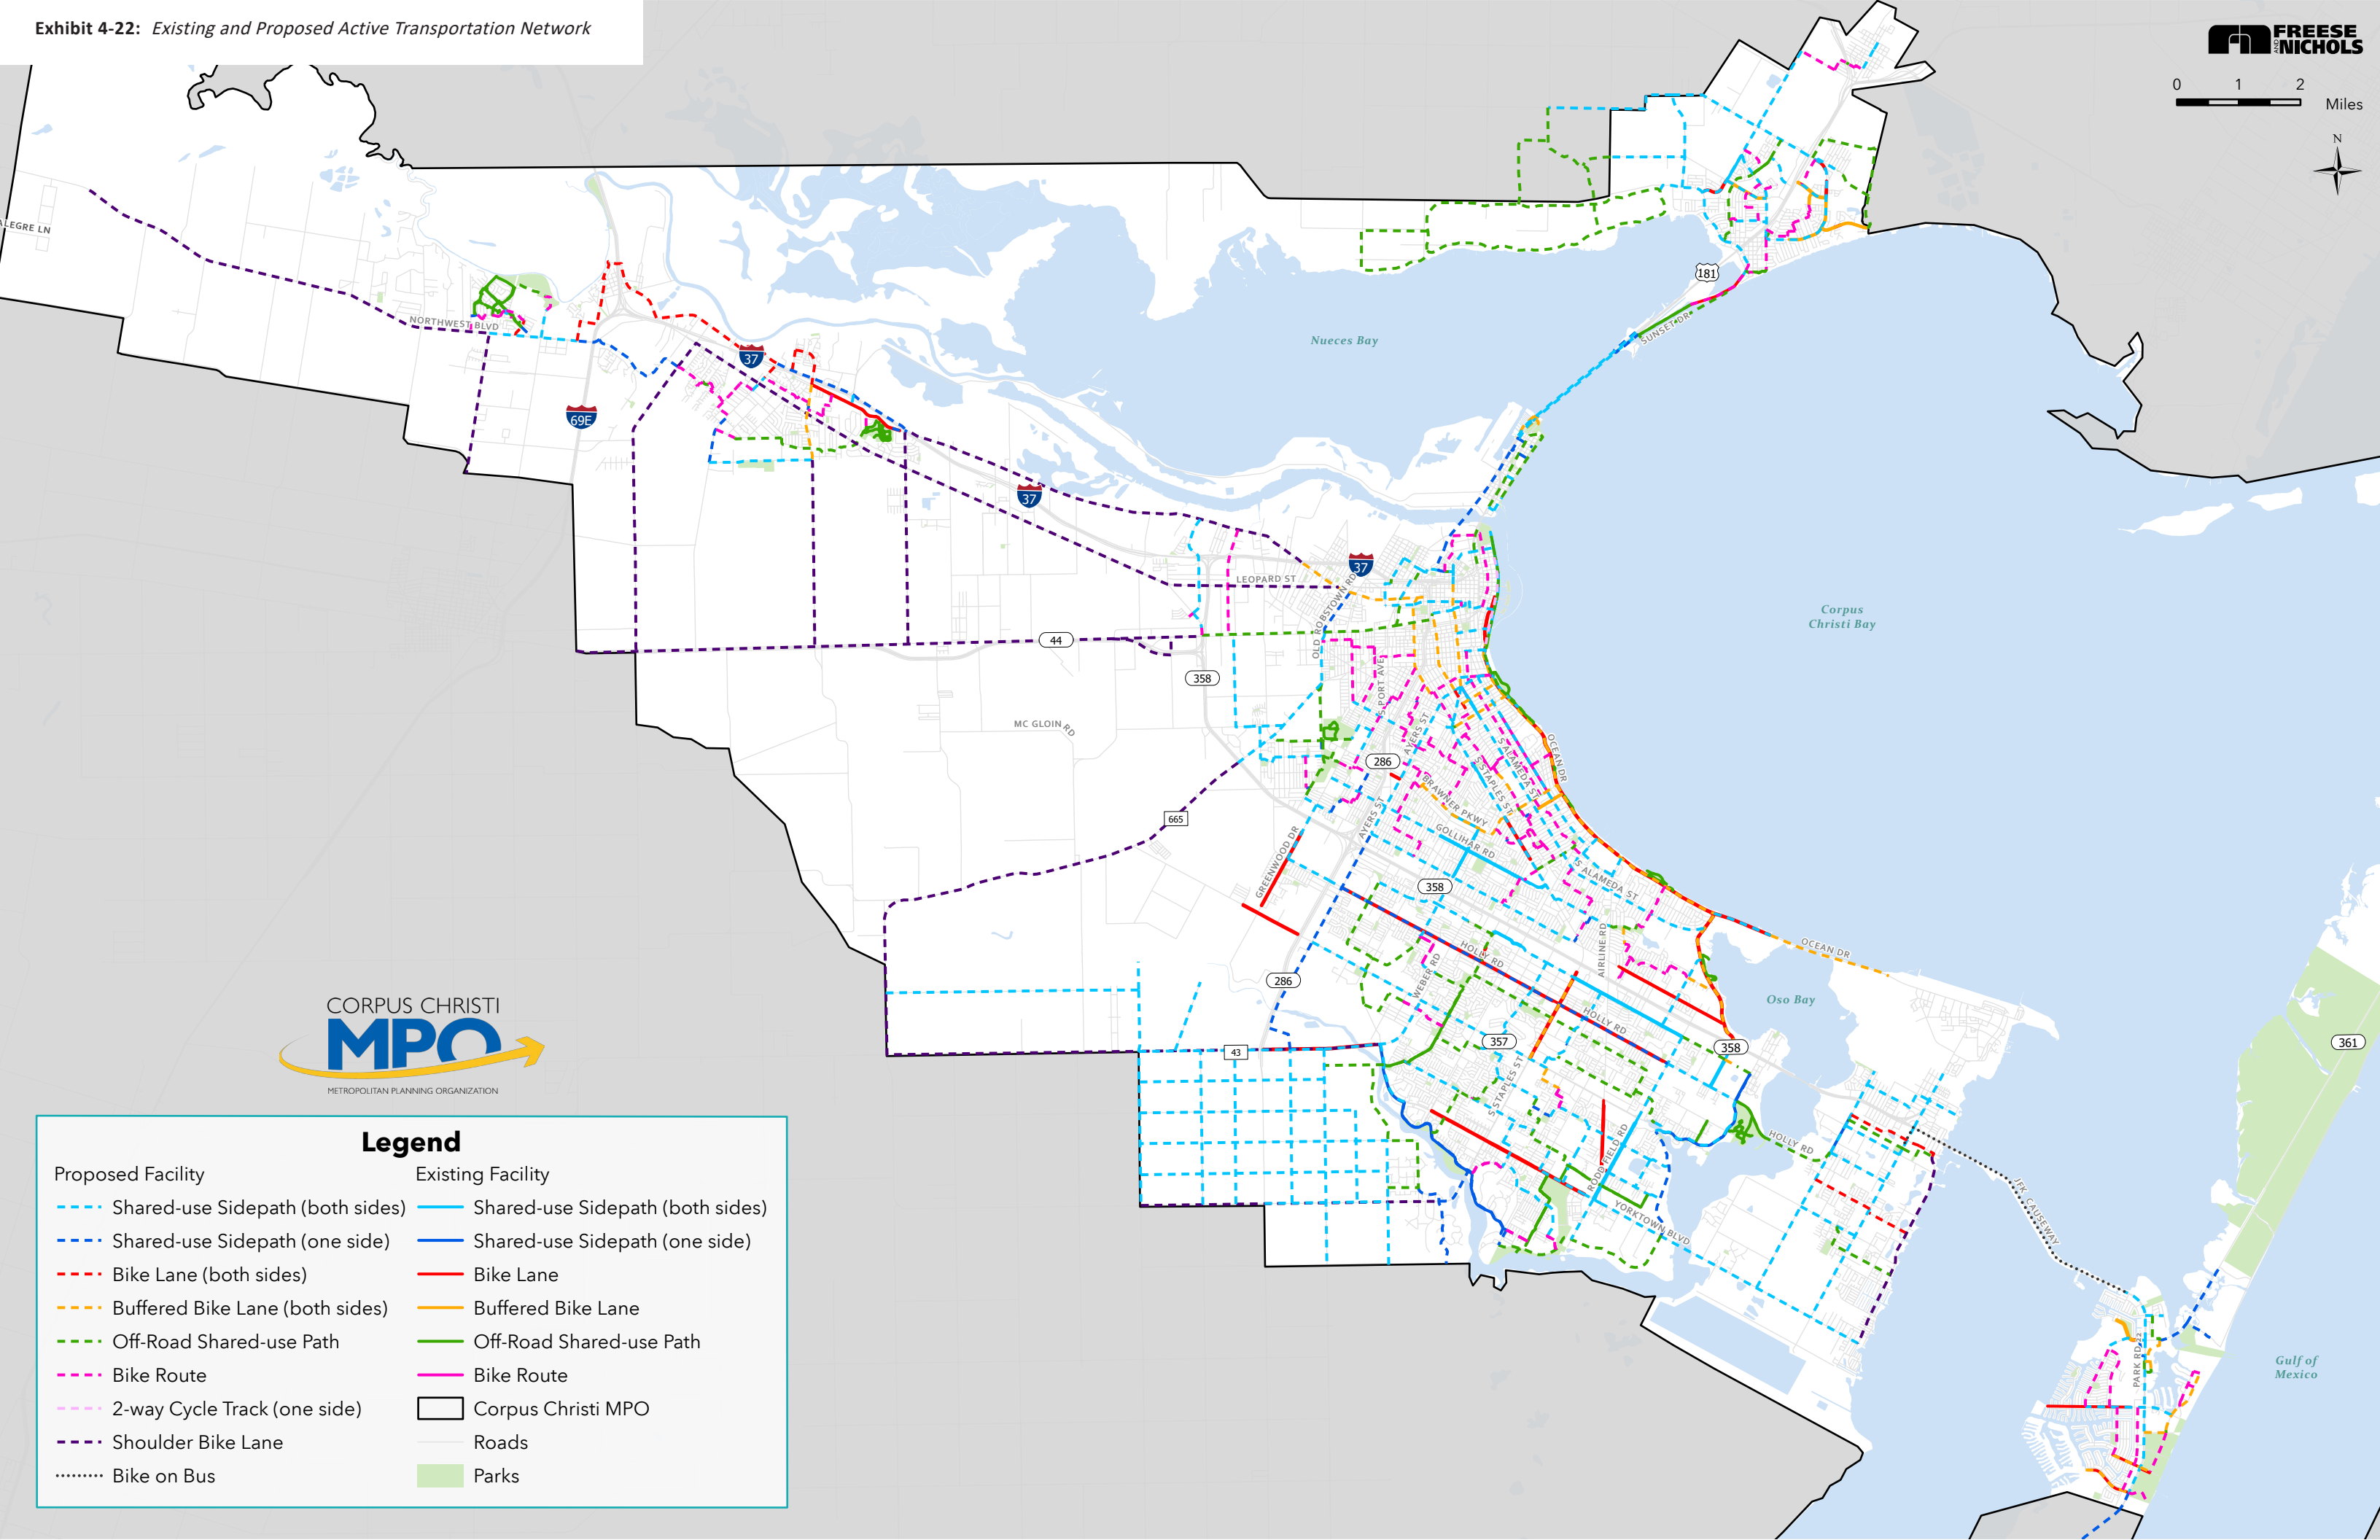 Exhibit 4-22: Existing and Proposed Active Transportation Network
FREESE
AND
NICHOLS
0 1 2
Miles
N
ALEGRE LN
NORTHWEST BLVD
69E
37
37
37
181
SUNSET DR
Nueces Bay
Corpus
Christi Bay
LEOPARD ST
OLD ROBSTOWN RD
44
358
MC GLOIN RD
S PORT AVE
AYERS ST
286
OCEAN DR
S ALAMEDA ST
S STAPLES ST
BRAWNER PKWY
665
AYERS ST
GOLLIHAR RD
GREENWOOD DR
358
S ALAMEDA ST
AIRLINE RD
OCEAN DR
HOLLY RD
WEBER RD
286
Oso Bay
HOLLY RD
357
358
361
43
S STAPLES ST
RODD FIELD RD
HOLLY RD
YORKTOWN BLVD
JFK CAUSEWAY
PARK RD 22
Gulf of
Mexico
CORPUS CHRISTI
MPO
METROPOLITAN PLANNING ORGANIZATION
Legend
Proposed Facility
Shared-use Sidepath (both sides)
Shared-use Sidepath (one side)
Bike Lane (both sides)
Buffered Bike Lane (both sides)
Off-Road Shared-use Path
Bike Route
2-way Cycle Track (one side)
Shoulder Bike Lane
Bike on Bus
Existing Facility
Shared-use Sidepath (both sides)
Shared-use Sidepath (one side)
Bike Lane
Buffered Bike Lane
Off-Road Shared-use Path
Bike Route
Corpus Christi MPO
Roads
Parks